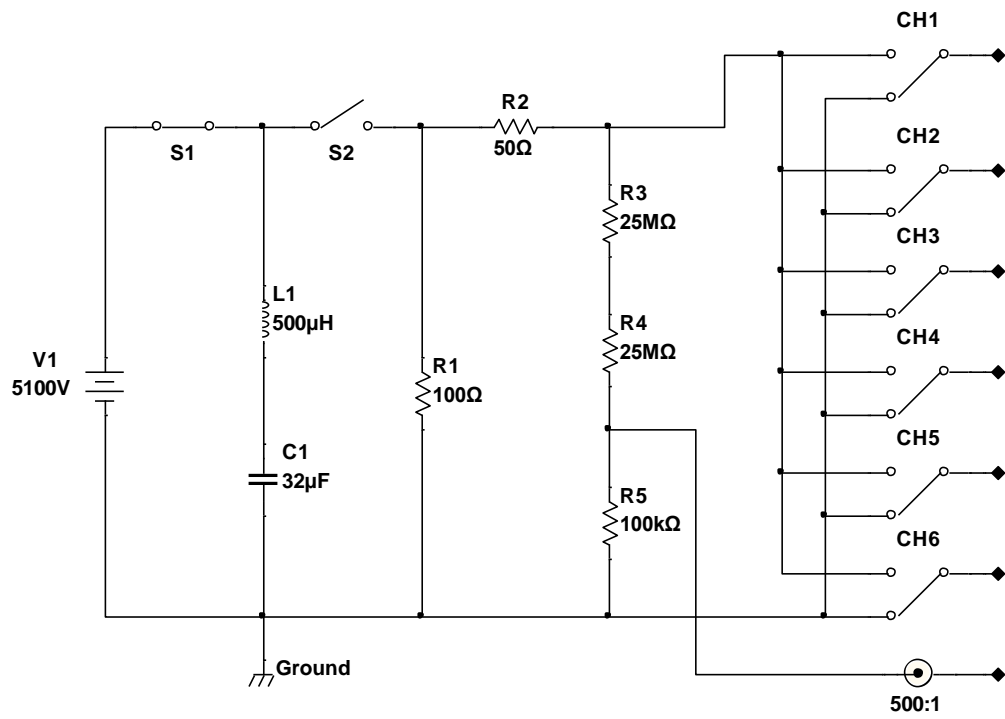 CH1
R2
50Ω
S1
S2
CH2
R3
25MΩ
CH3
L1
500µH
R4
25MΩ
CH4
V1
5100V
R1
100Ω
C1
32µF
CH5
R5
100kΩ
CH6
Ground
500:1